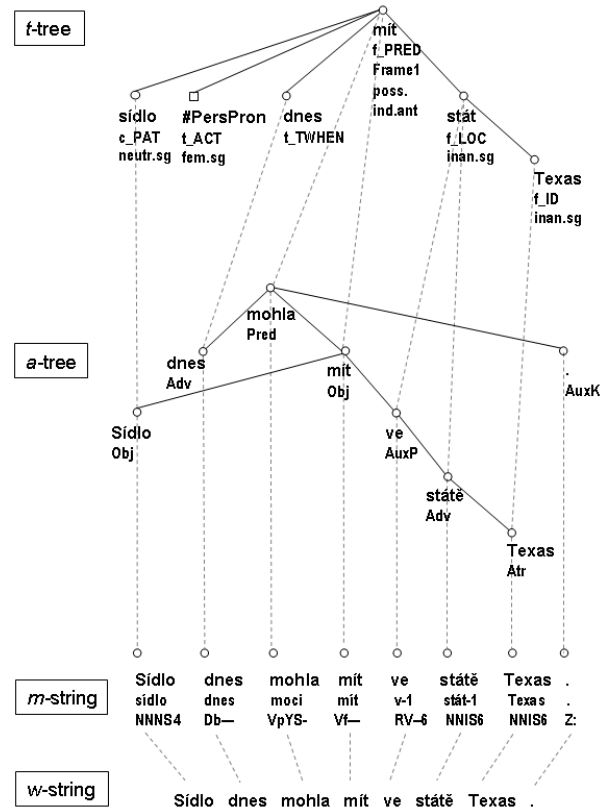 t-tree
mít
f_PRED
Frame1
poss.
ind.ant
sídlo #PersPron dnes stát
c_PAT t_ACT t_TWHEN f_LOC
neutr.sg fem.sg inan.sg
Texas
f_ID
inan.sg
mohla
Pred
a-tree
dnes mít .
Adv Obj AuxK
Sídlo ve
Obj AuxP
státě
Adv
Texas
Atr
Sídlo dnes mohla mít ve státě Texas .
m-string sídlo dnes moci mít v-1 stát-1 Texas .
NNNS4 Db— VpYS- Vf— RV–6 NNIS6 NNIS6 Z:
w-string Sídlo dnes mohla mít ve státě Texas .